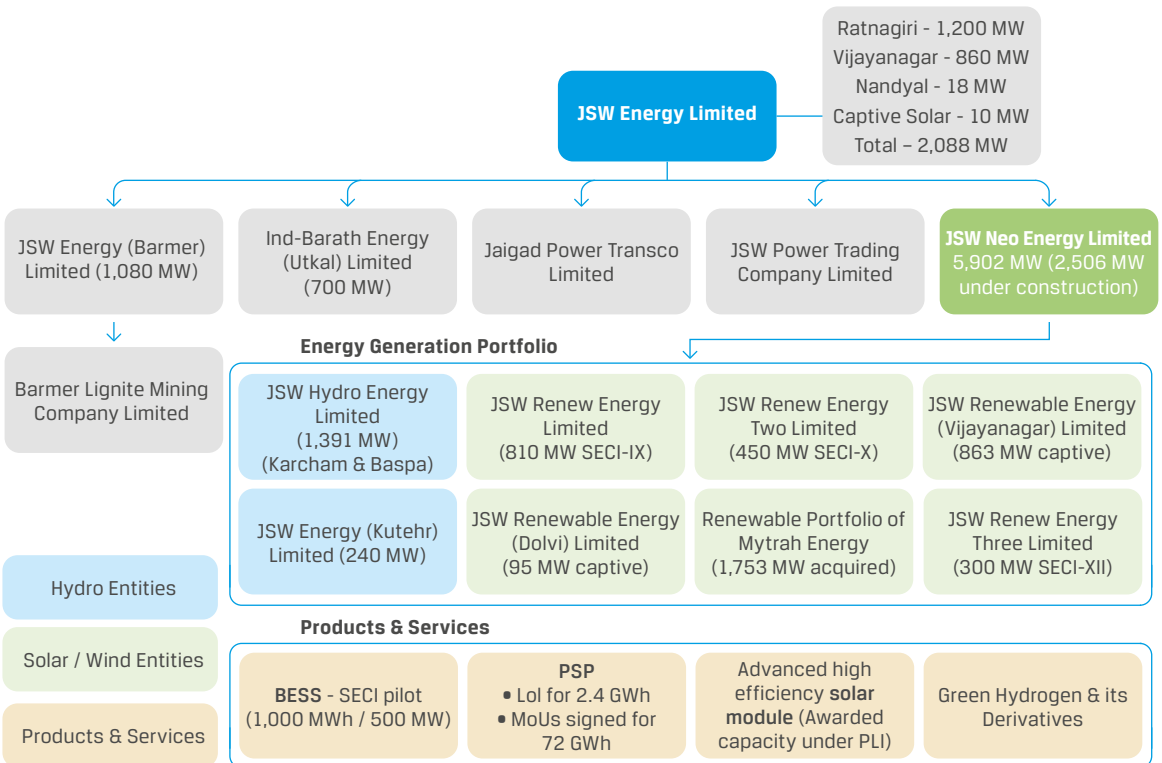 Ratnagiri - 1,200 MW
Vijayanagar - 860 MW
Nandyal - 18 MW
Captive Solar - 10 MW
Total – 2,088 MW
JSW Energy Limited
JSW Energy (Barmer)
Limited (1,080 MW)
Ind-Barath Energy
(Utkal) Limited
(700 MW)
Jaigad Power Transco
Limited
JSW Power Trading
Company Limited
JSW Neo Energy Limited
5,902 MW (2,506 MW
under construction)
Barmer Lignite Mining
Company Limited
Energy Generation Portfolio
JSW Hydro Energy
Limited
(1,391 MW)
(Karcham & Baspa)
JSW Renew Energy
Limited
(810 MW SECI-IX)
JSW Renew Energy
Two Limited
(450 MW SECI-X)
JSW Renewable Energy
(Vijayanagar) Limited
(863 MW captive)
JSW Energy (Kutehr)
Limited (240 MW)
JSW Renewable Energy
(Dolvi) Limited
(95 MW captive)
Renewable Portfolio of
Mytrah Energy
(1,753 MW acquired)
JSW Renew Energy
Three Limited
(300 MW SECI-XII)
Hydro Entities
Solar / Wind Entities
Products & Services
Products & Services
BESS - SECI pilot
(1,000 MWh / 500 MW)
PSP
• LoI for 2.4 GWh
• MoUs signed for
72 GWh
Advanced high
efficiency solar
module (Awarded
capacity under PLI)
Green Hydrogen & its
Derivatives